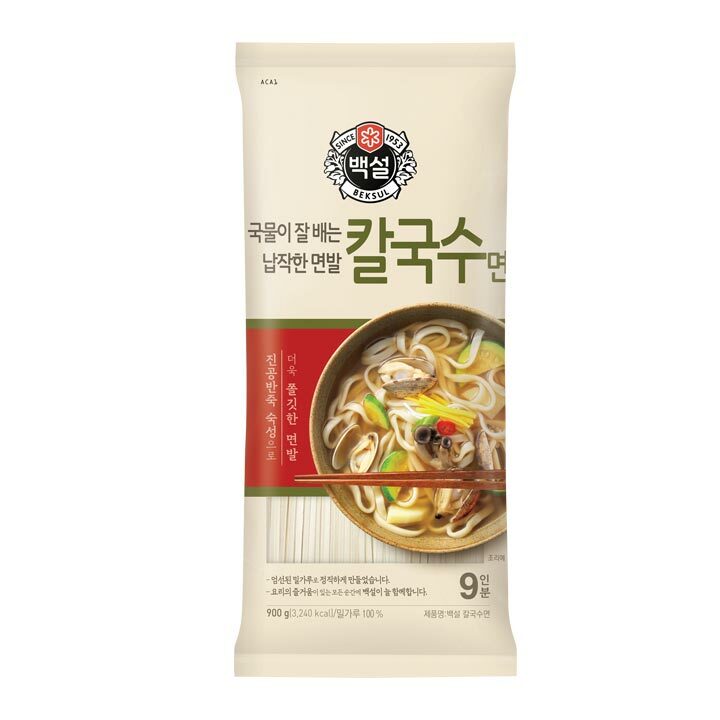 ACA1
SINCE 1953
백설
BEKSUL
국물이 잘 배는
납작한 면발
칼국수면
더욱 쫄깃한 면발
진공반죽 숙성으로
조리예
- 엄선된 밀가루로 정직하게 만들었습니다.
- 요리의 즐거움이 있는 모든 순간에 백설이 늘 함께합니다.
9인분
900 g(3,240 kcal)/밀가루 100 %
제품명:백설 칼국수면